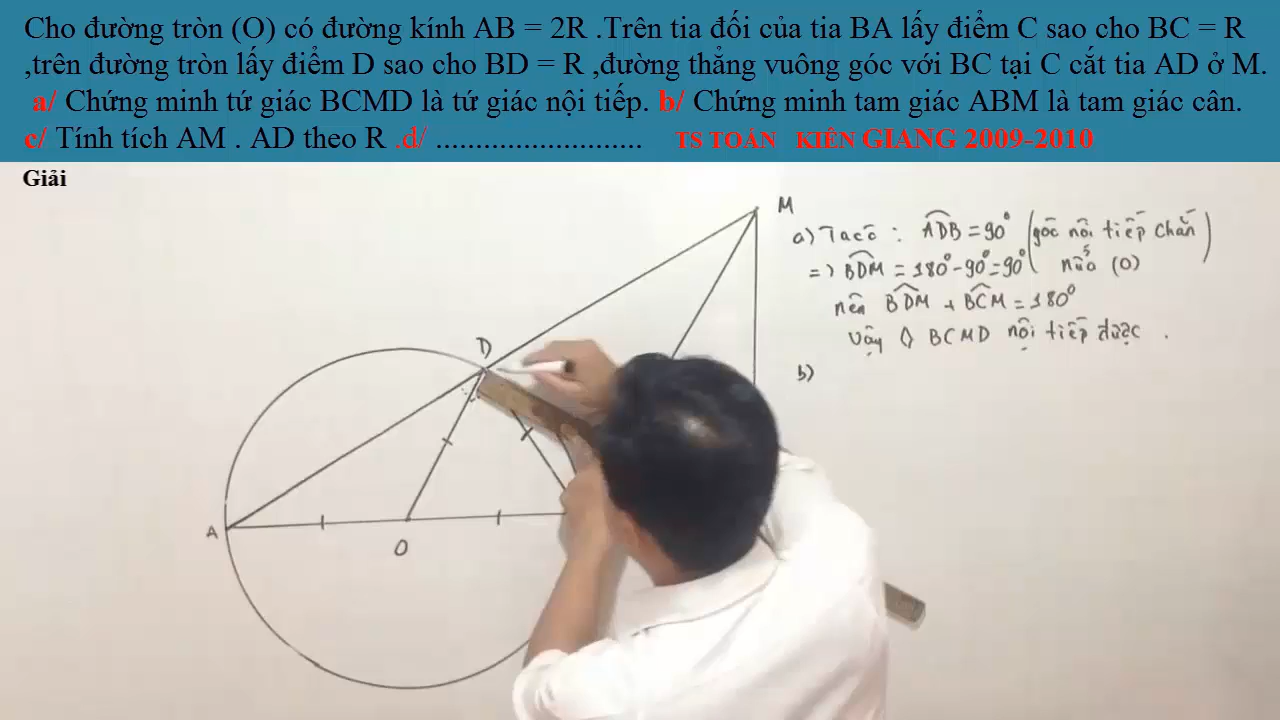 Cho đường tròn (O) có đường kính AB = 2R .Trên tia đối của tia BA lấy điểm C sao cho BC = R
,trên đường tròn lấy điểm D sao cho BD = R ,đường thẳng vuông góc với BC tại C cắt tia AD ở M.
a/ Chứng minh tứ giác BCMD là tứ giác nội tiếp. b/ Chứng minh tam giác ABM là tam giác cân.
c/ Tính tích AM . AD theo R .d/ ..........................
TS TOÁN KIÊN GIANG 2009-2010
Giải
M
a) Ta có : ADB = 90° (góc nội tiếp chắn
=> BDM = 180° - 90° = 90° nửa (O)
nên BDM + BCM = 180°
Vậy ◊ BCMD nội tiếp được .
D
b)
A
O